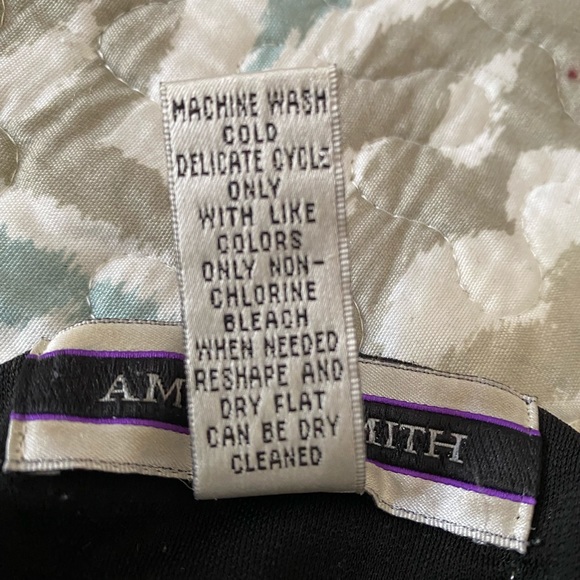 MACHINE WASH
COLD
DELICATE CYCLE
ONLY
WITH LIKE
COLORS
ONLY NON-
CHLORINE
BLEACH
WHEN NEEDED
RESHAPE AND
DRY FLAT
CAN BE DRY
CLEANED